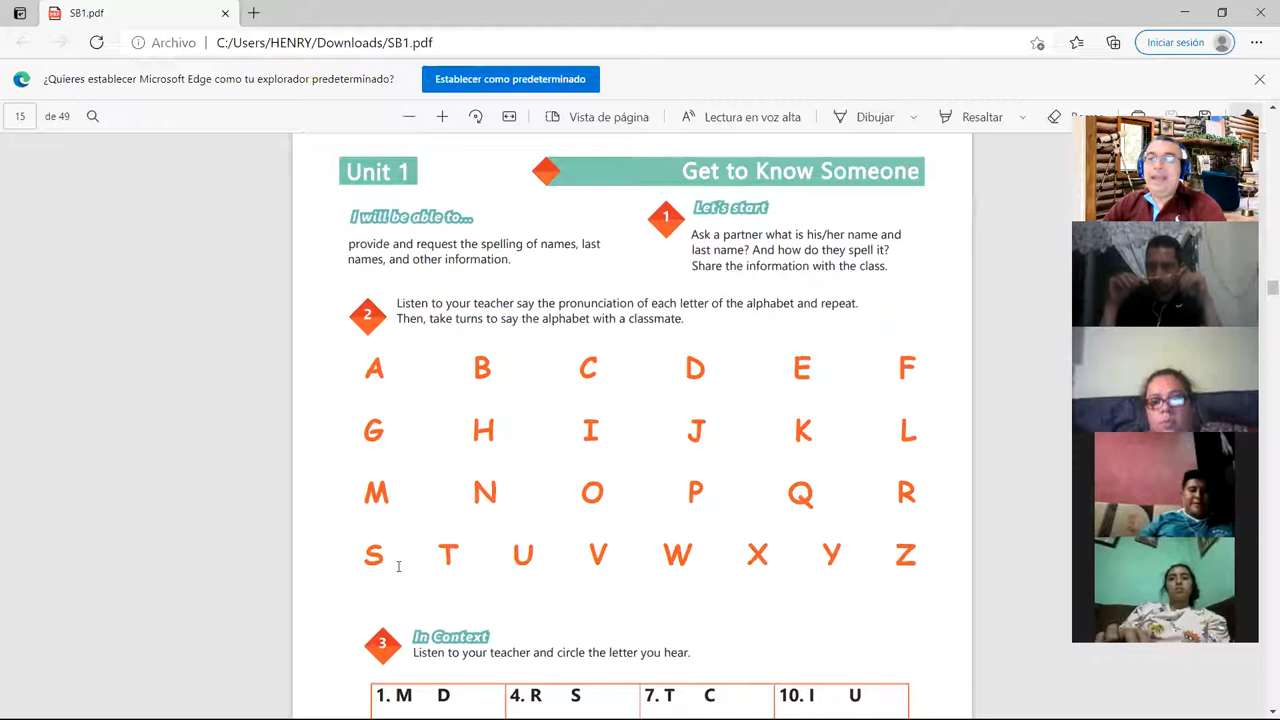 SB1.pdf
Archivo C:/Users/HENRY/Downloads/SB1.pdf
Iniciar sesión
¿Quieres establecer Microsoft Edge como tu explorador predeterminado? Establecer como predeterminado
15 de 49 Vista de página Lectura en voz alta Dibujar Resaltar
Unit 1 Get to Know Someone
I will be able to...
provide and request the spelling of names, last
names, and other information.
1 Let's start
Ask a partner what is his/her name and
last name? And how do they spell it?
Share the information with the class.
2 Listen to your teacher say the pronunciation of each letter of the alphabet and repeat.
Then, take turns to say the alphabet with a classmate.
A B C D E F
G H I J K L
M N O P Q R
S T U V W X Y Z
3 In Context
Listen to your teacher and circle the letter you hear.
1. M D 4. R S 7. T C 10. I U